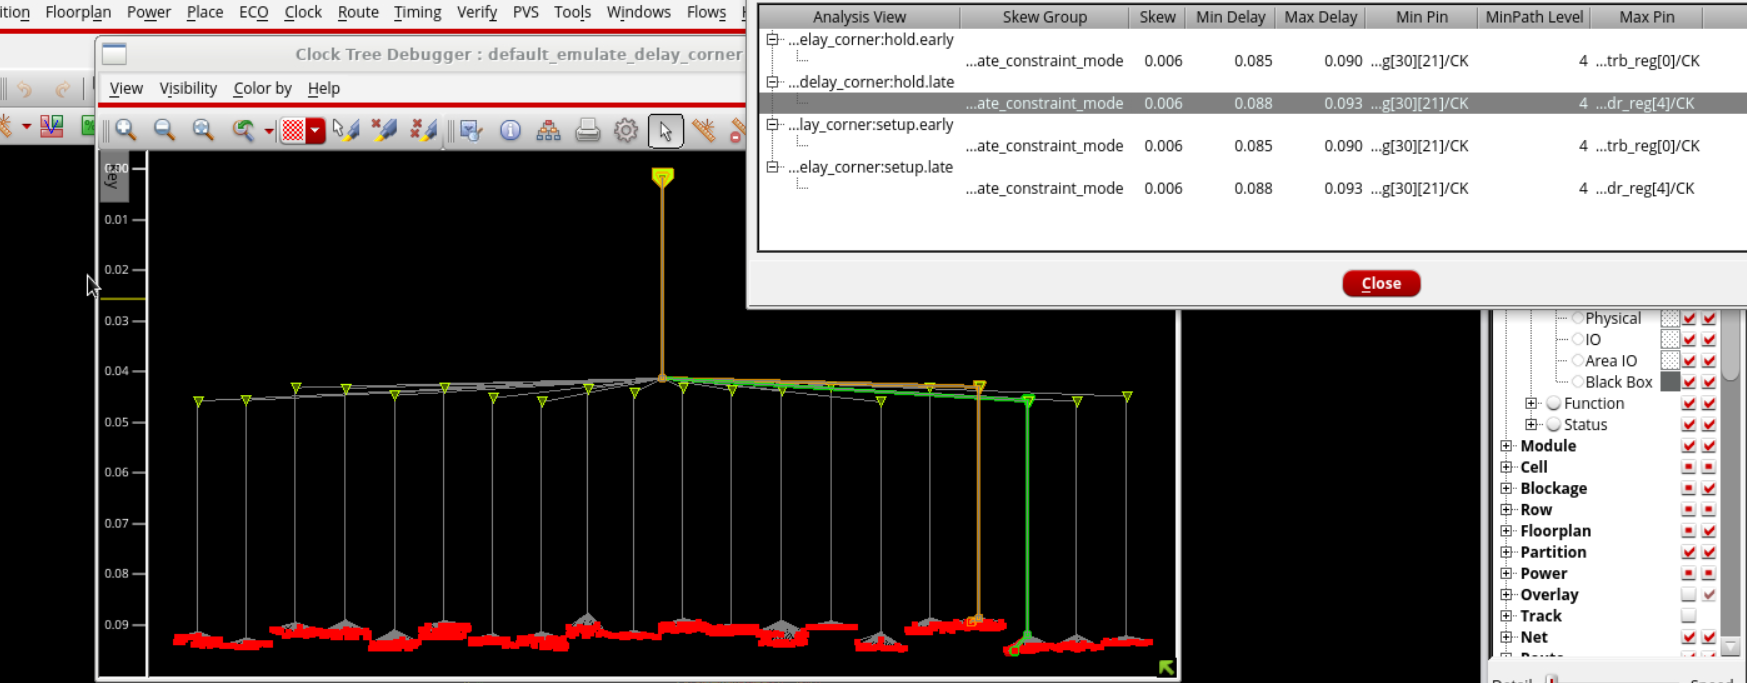 ition Floorplan Power Place ECO Clock Route Timing Verify PVS Tools Windows Flows
Clock Tree Debugger : default_emulate_delay_corner
View Visibility Color by Help
Key
0.00
0.01
0.02
0.03
0.04
0.05
0.06
0.07
0.08
0.09
Analysis View Skew Group Skew Min Delay Max Delay Min Pin MinPath Level Max Pin
...elay_corner:hold.early
...ate_constraint_mode 0.006 0.085 0.090 ...g[30][21]/CK 4 ...trb_reg[0]/CK
...delay_corner:hold.late
...ate_constraint_mode 0.006 0.088 0.093 ...g[30][21]/CK 4 ...dr_reg[4]/CK
...lay_corner:setup.early
...ate_constraint_mode 0.006 0.085 0.090 ...g[30][21]/CK 4 ...trb_reg[0]/CK
...elay_corner:setup.late
...ate_constraint_mode 0.006 0.088 0.093 ...g[30][21]/CK 4 ...dr_reg[4]/CK
Close
Physical
IO
Area IO
Black Box
Function
Status
Module
Cell
Blockage
Row
Floorplan
Partition
Power
Overlay
Track
Net